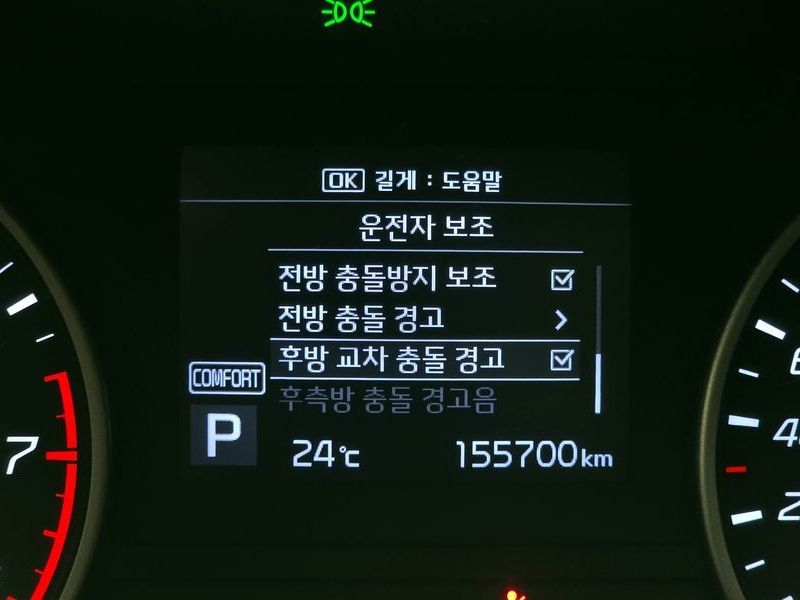 OK 길게 : 도움말
운전자 보조
전방 충돌방지 보조
전방 충돌 경고
후방 교차 충돌 경고
후측방 충돌 경고음
COMFORT
P
24℃ 155700km
7